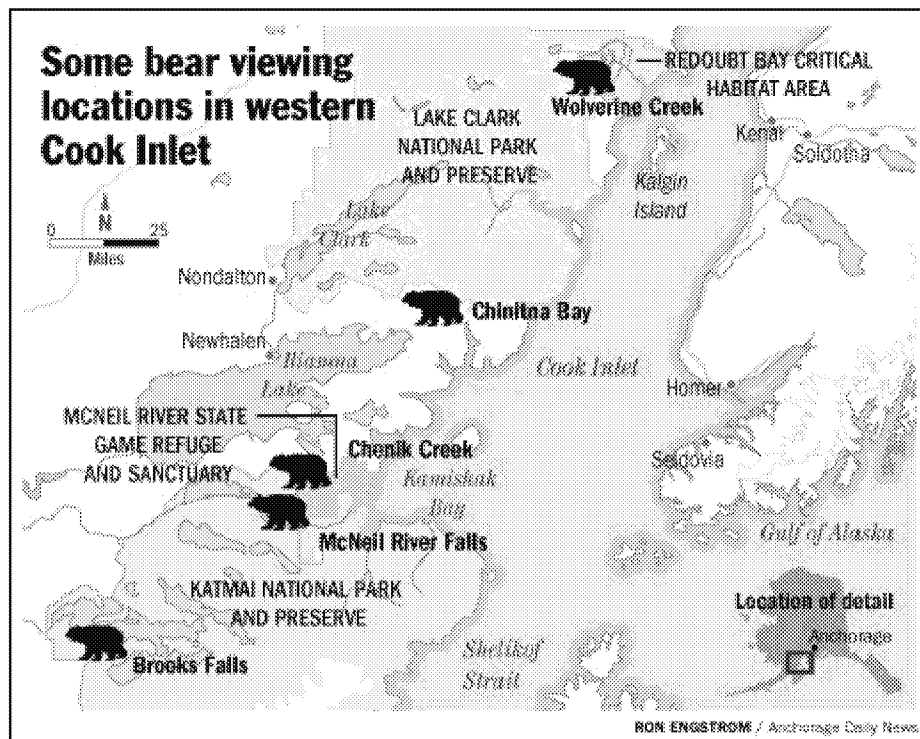 Some bear viewing
locations in western
Cook Inlet
N
0 25
Miles
REDOUBT BAY CRITICAL
HABITAT AREA
Wolverine Creek
LAKE CLARK
NATIONAL PARK
AND PRESERVE
Kenai
Soldotna
Kalgin
Island
Lake
Clark
Nondalton
Chinitna Bay
Newhalen
Iliamna
Lake
Cook Inlet
Homer
MCNEIL RIVER STATE
GAME REFUGE
AND SANCTUARY
Chenik Creek
Seldovia
Kamishak
Bay
McNeil River Falls
Gulf of Alaska
KATMAI NATIONAL PARK
AND PRESERVE
Location of detail
Anchorage
Brooks Falls
Shelikof
Strait
RON ENGSTROM / Anchorage Daily News